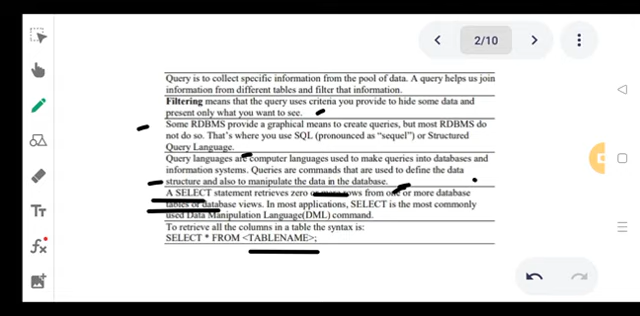 2/10
Query is to collect specific information from the pool of data. A query helps us join
information from different tables and filter that information.
Filtering means that the query uses criteria you provide to hide some data and
present only what you want to see.
Some RDBMS provide a graphical means to create queries, but most RDBMS do
not do so. That's where you use SQL (pronounced as "sequel") or Structured
Query Language.
Query languages are computer languages used to make queries into databases and
information systems. Queries are commands that are used to define the data
structure and also to manipulate the data in the database.
A SELECT statement retrieves zero or more rows from one or more database
tables or database views. In most applications, SELECT is the most commonly
used Data Manipulation Language(DML) command.
To retrieve all the columns in a table the syntax is:
SELECT * FROM <TABLENAME>;
Tт
fx